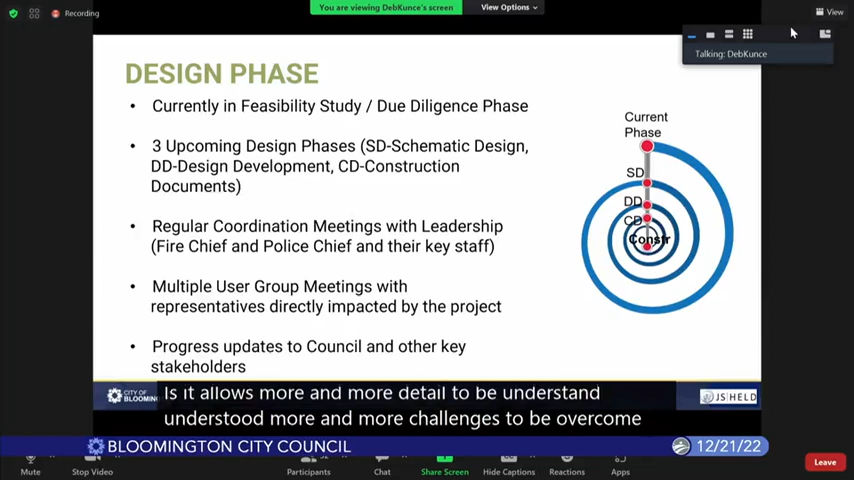 Recording
You are viewing DebKunce's screen
View Options
View
Talking: DebKunce
DESIGN PHASE
• Currently in Feasibility Study / Due Diligence Phase
• 3 Upcoming Design Phases (SD-Schematic Design,
DD-Design Development, CD-Construction
Documents)
• Regular Coordination Meetings with Leadership
(Fire Chief and Police Chief and their key staff)
• Multiple User Group Meetings with
representatives directly impacted by the project
• Progress updates to Council and other key
stakeholders
Current
Phase
SD
DD
CD
Constr
CITY OF
BLOOMIN
Is it allows more and more detail to be understand
understood more and more challenges to be overcome
JS HELD
BLOOMINGTON CITY COUNCIL
12/21/22
Mute
Stop Video
Participants
Chat
Share Screen
Hide Captions
Reactions
Apps
Leave